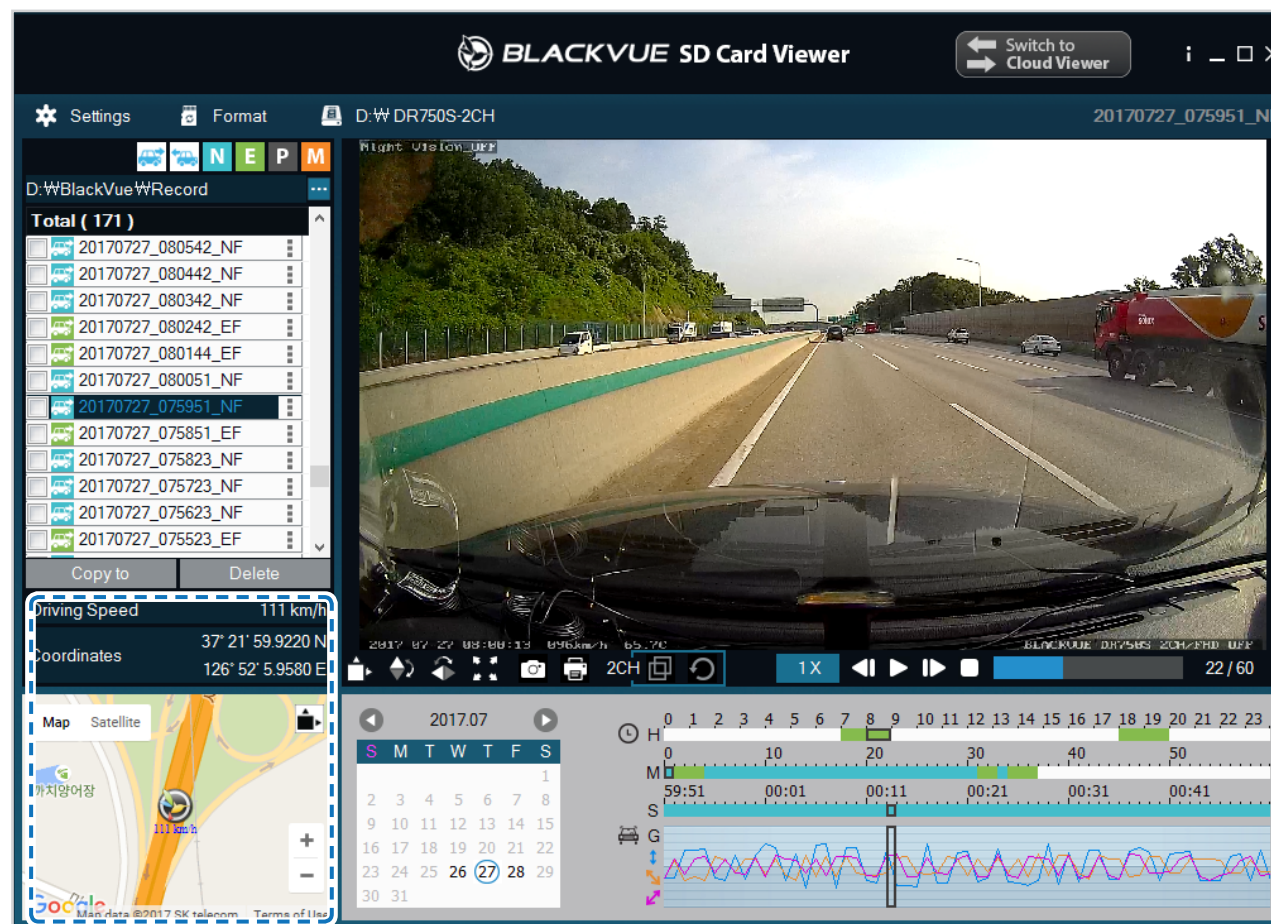 BLACKVUE SD Card Viewer
Switch to
Cloud Viewer
Settings
Format
D:₩ DR750S-2CH
20170727_075951_N
N E P M
D:₩BlackVue₩Record
Total ( 171 )
20170727_080542_NF
20170727_080442_NF
20170727_080342_NF
20170727_080242_EF
20170727_080144_EF
20170727_080051_NF
20170727_075951_NF
20170727_075851_EF
20170727_075823_NF
20170727_075723_NF
20170727_075623_NF
20170727_075523_EF
Copy to
Delete
Night Vision_OFF
2017 07-27 08:00:13 096km/h 65.7C
BLACKVUE DR750S 2CH/FHD OFF
Driving Speed 111 km/h
Coordinates
37° 21' 59.9220 N
126° 52' 5.9580 E
2CH
1X
22 / 60
Map
Satellite
까치양어장
111 km/h
+
−
Google
Map data ©2017 SK telecom
Terms of Use
2017.07
S M T W T F S
1
2 3 4 5 6 7 8
9 10 11 12 13 14 15
16 17 18 19 20 21 22
23 24 25 26 27 28 29
30 31
H
0 1 2 3 4 5 6 7 8 9 10 11 12 13 14 15 16 17 18 19 20 21 22 23
M
0 10 20 30 40 50
59:51 00:01 00:11 00:21 00:31 00:41
S
G